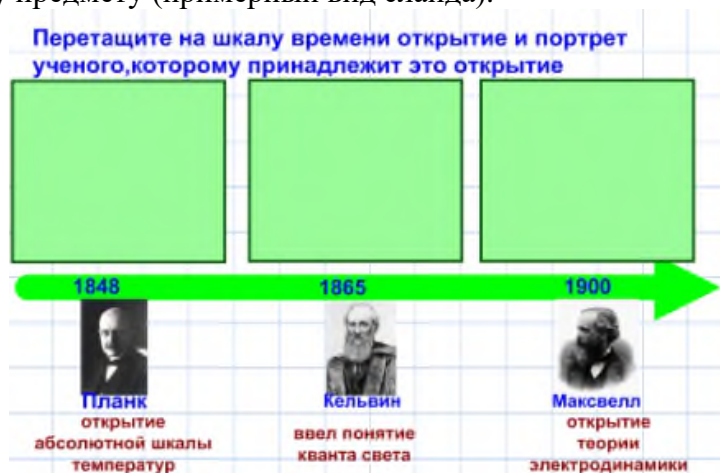 предмету (примерный вид слайда).
Перетащите на шкалу времени открытие и портрет
ученого,которому принадлежит это открытие
1848 1865 1900
Планк Кельвин Максвелл
открытие
абсолютной шкалы
температур
ввел понятие
кванта света
открытие
теории
электродинамики